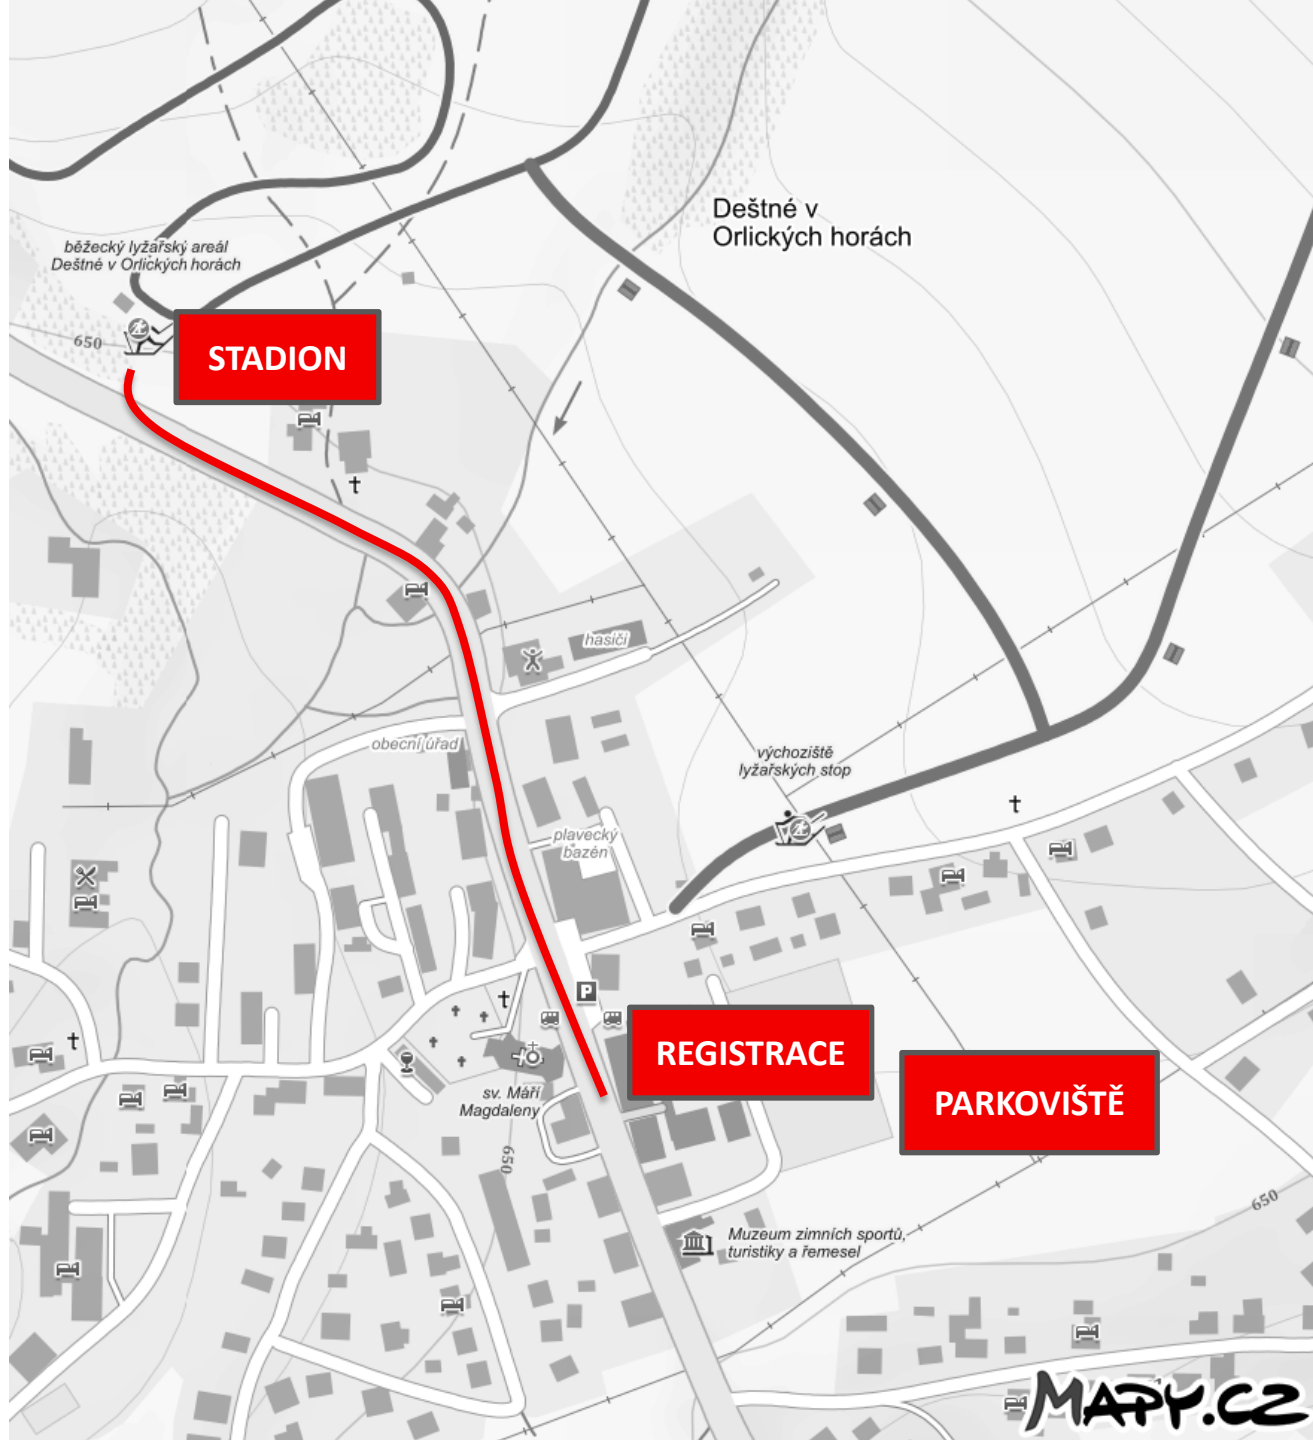 Deštné v
Orlických horách
běžecký lyžařský areál
Deštné v Orlických horách
650
STADION
hasiči
obecní úřad
výchoziště
lyžařských stop
plavecký
bazén
P
REGISTRACE
PARKOVIŠTĚ
sv. Máří
Magdaleny
650
650
Muzeum zimních sportů,
turistiky a řemesel
MAPY.CZ